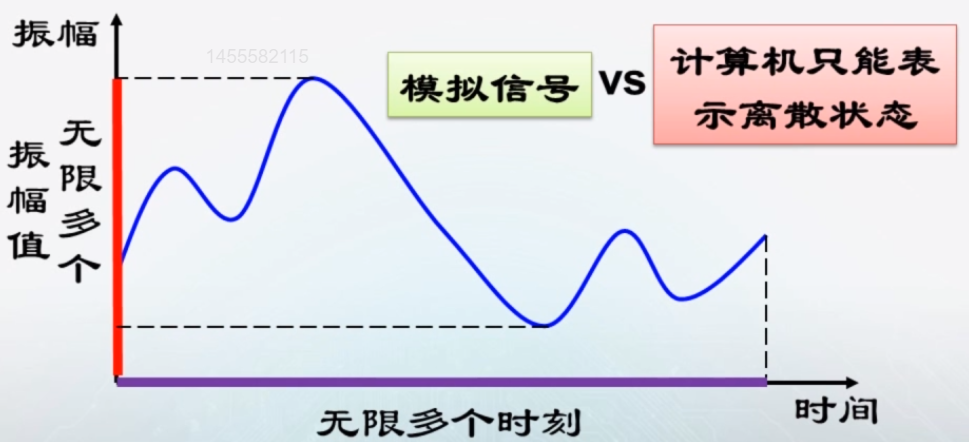 振幅
1455582115
模拟信号
VS
计算机只能表
示离散状态
无限多个
振幅值
无限多个时刻
时间